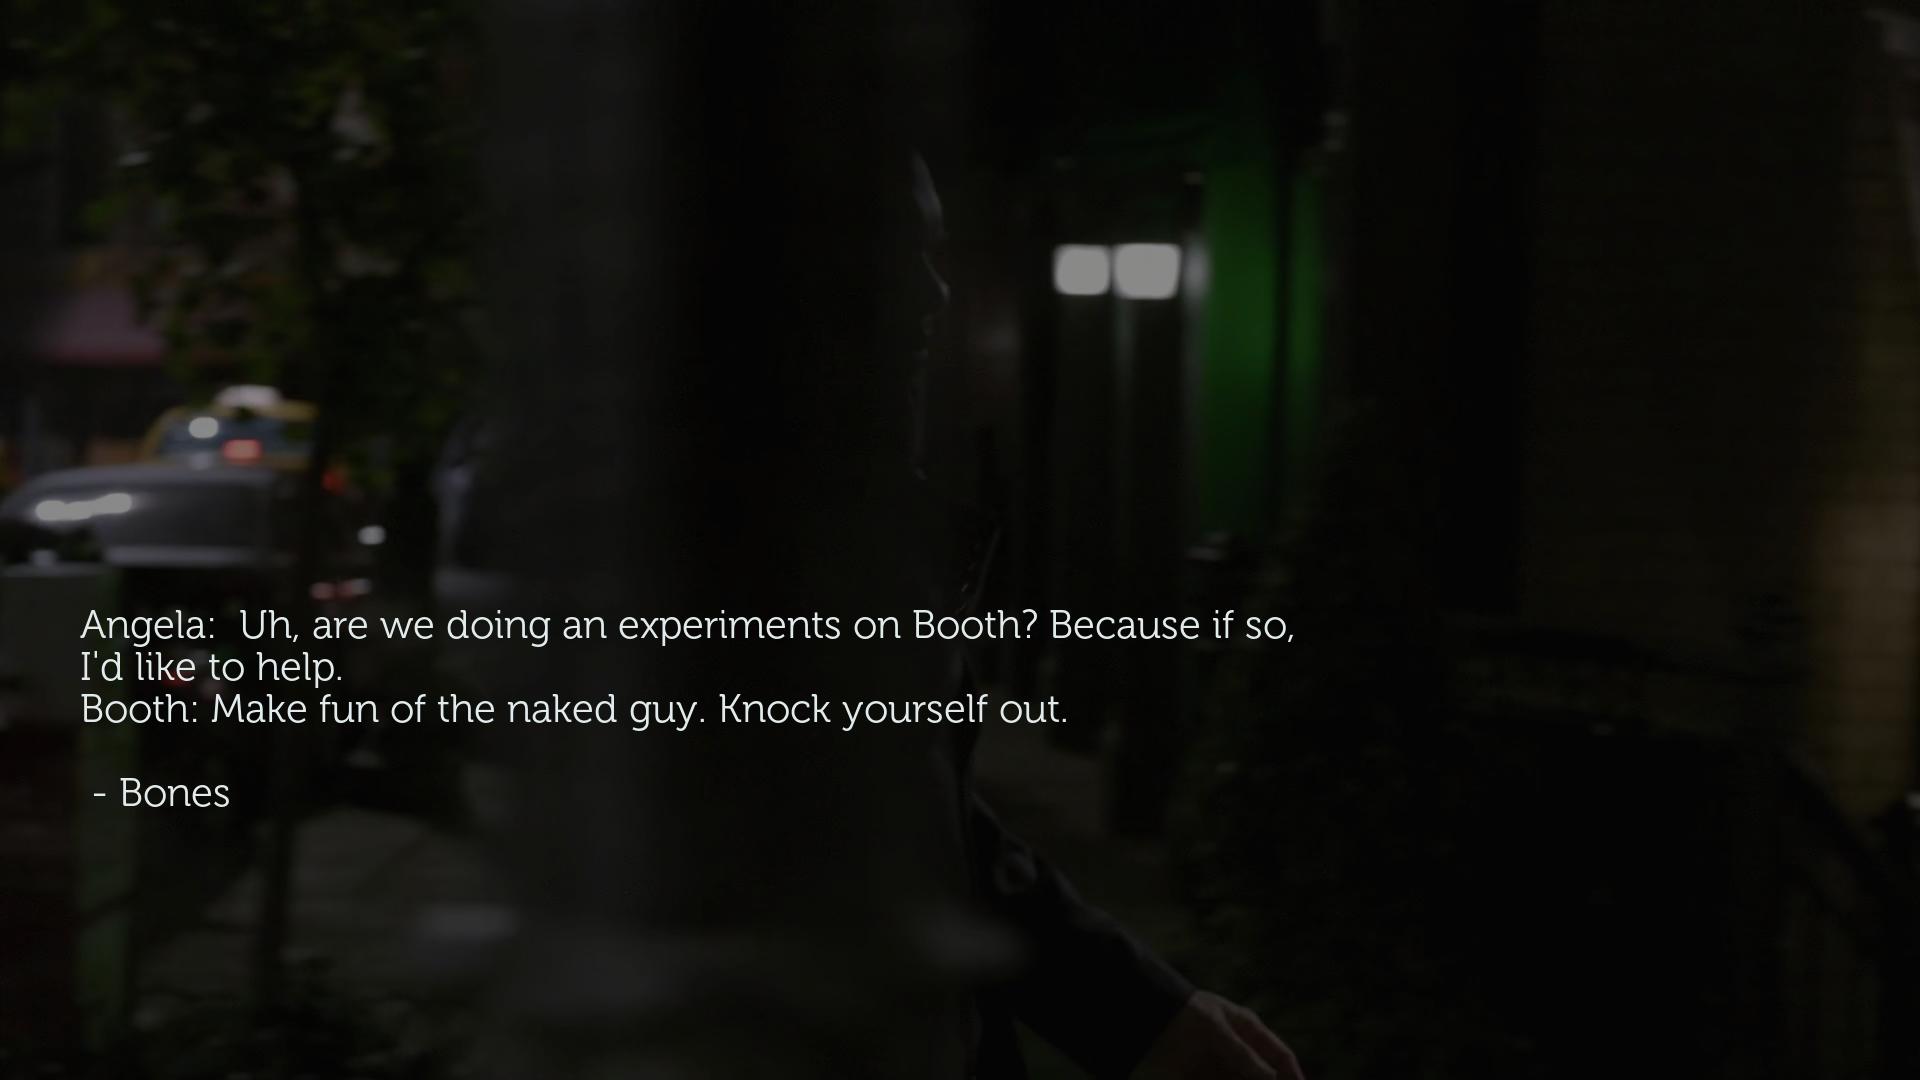 Angela:  Uh, are we doing an experiments on Booth? Because if so,
I'd like to help.
Booth: Make fun of the naked guy. Knock yourself out.
- Bones